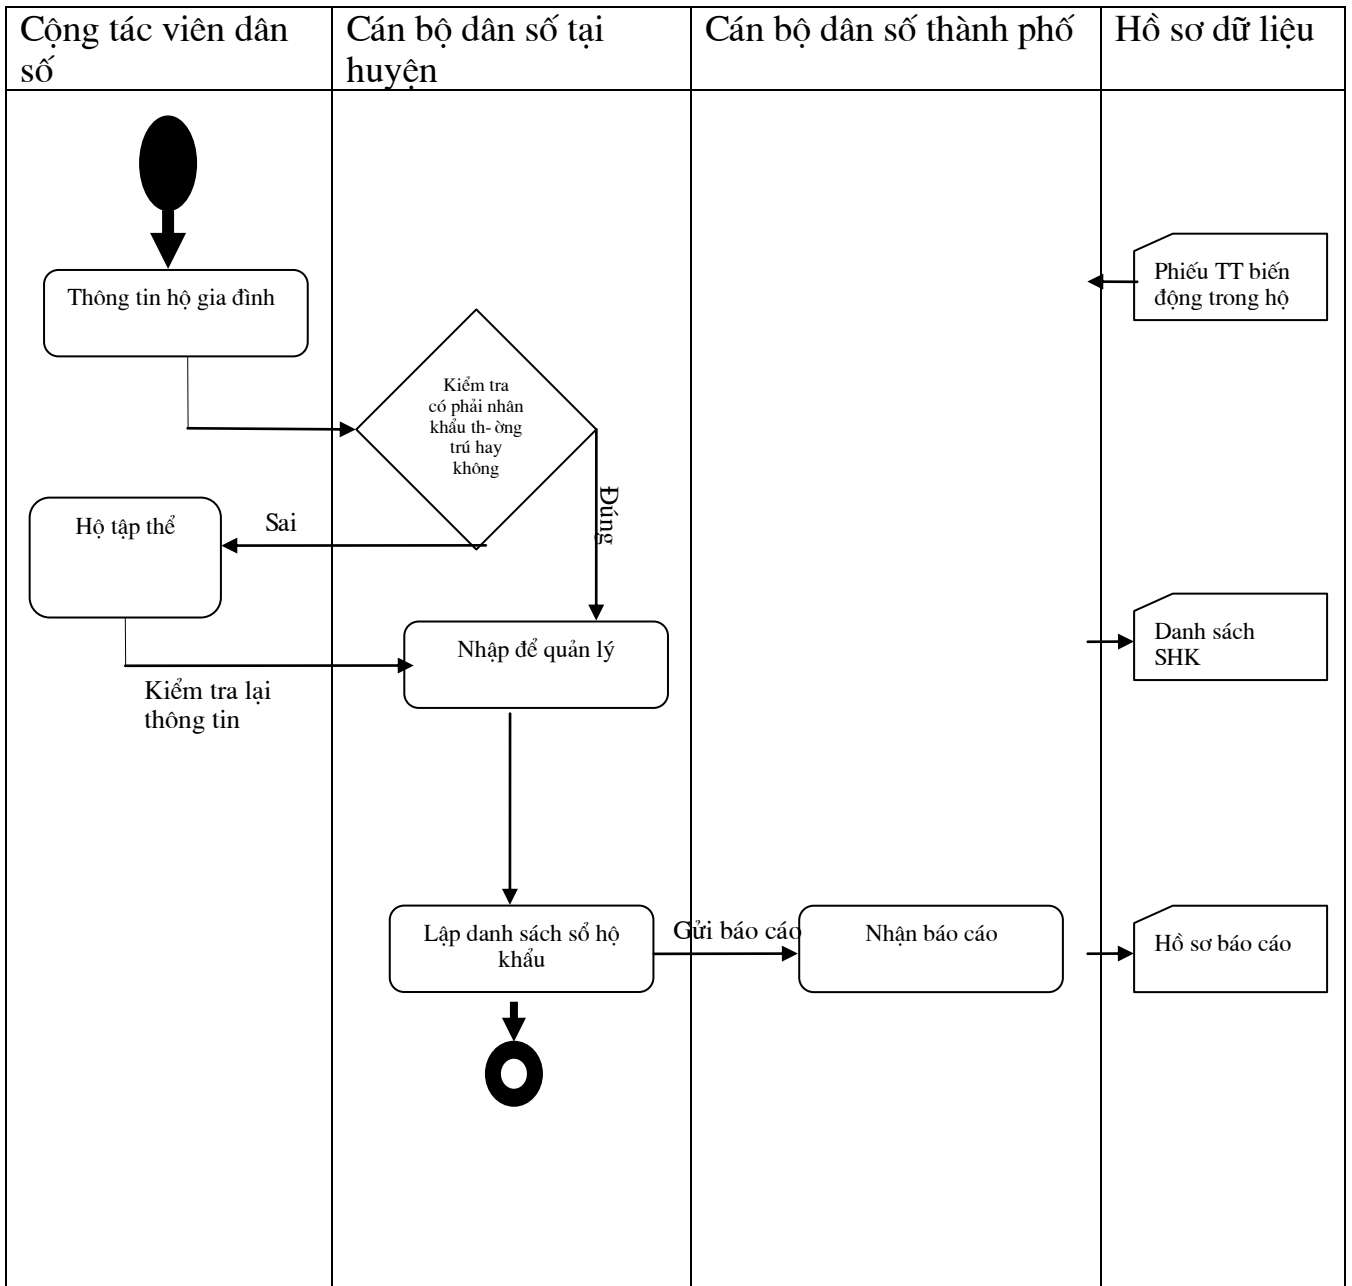 Cộng tác viên dân
số
Cán bộ dân số tại
huyện
Cán bộ dân số thành phố
Hồ sơ dữ liệu
Thông tin hộ gia đình
Phiếu TT biến
động trong hộ
Kiểm tra
có phải nhân
khẩu th- ờng
trú hay
không
Đúng
Sai
Hộ tập thể
Nhập để quản lý
Danh sách
SHK
Kiểm tra lại
thông tin
Lập danh sách sổ hộ
khẩu
Gửi báo cáo
Nhận báo cáo
Hồ sơ báo cáo